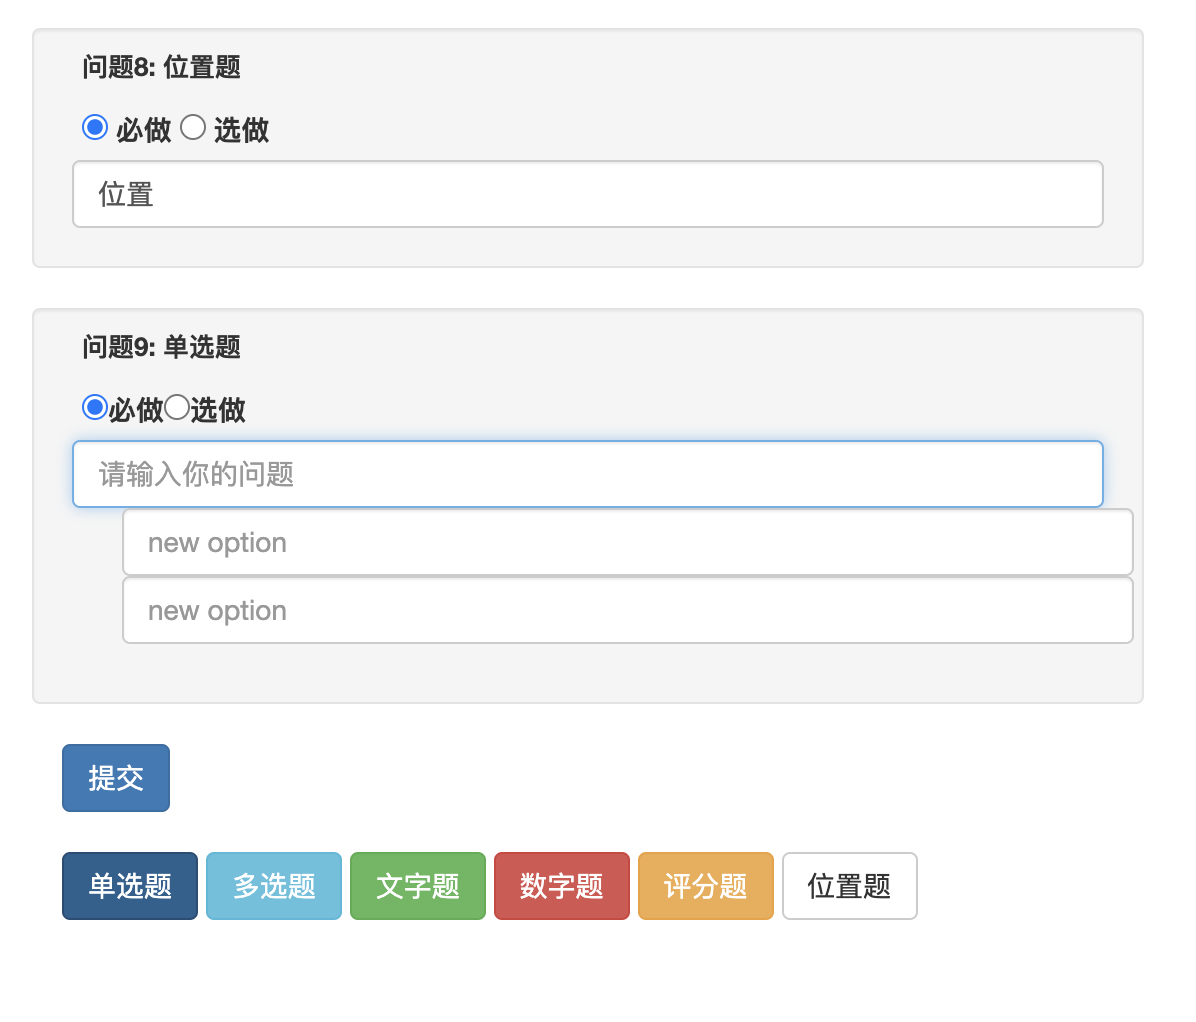 问题8: 位置题
必做 选做
位置
问题9: 单选题
必做 选做
请输入你的问题
new option
new option
提交
单选题 多选题 文字题 数字题 评分题 位置题